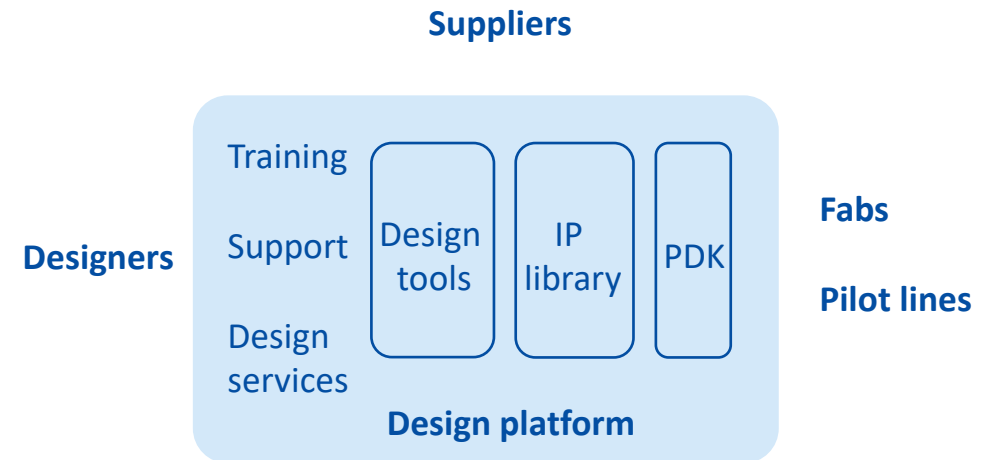 Suppliers
Designers
Training
Support
Design
services
Design
tools
IP
library
PDK
Design platform
Fabs
Pilot lines